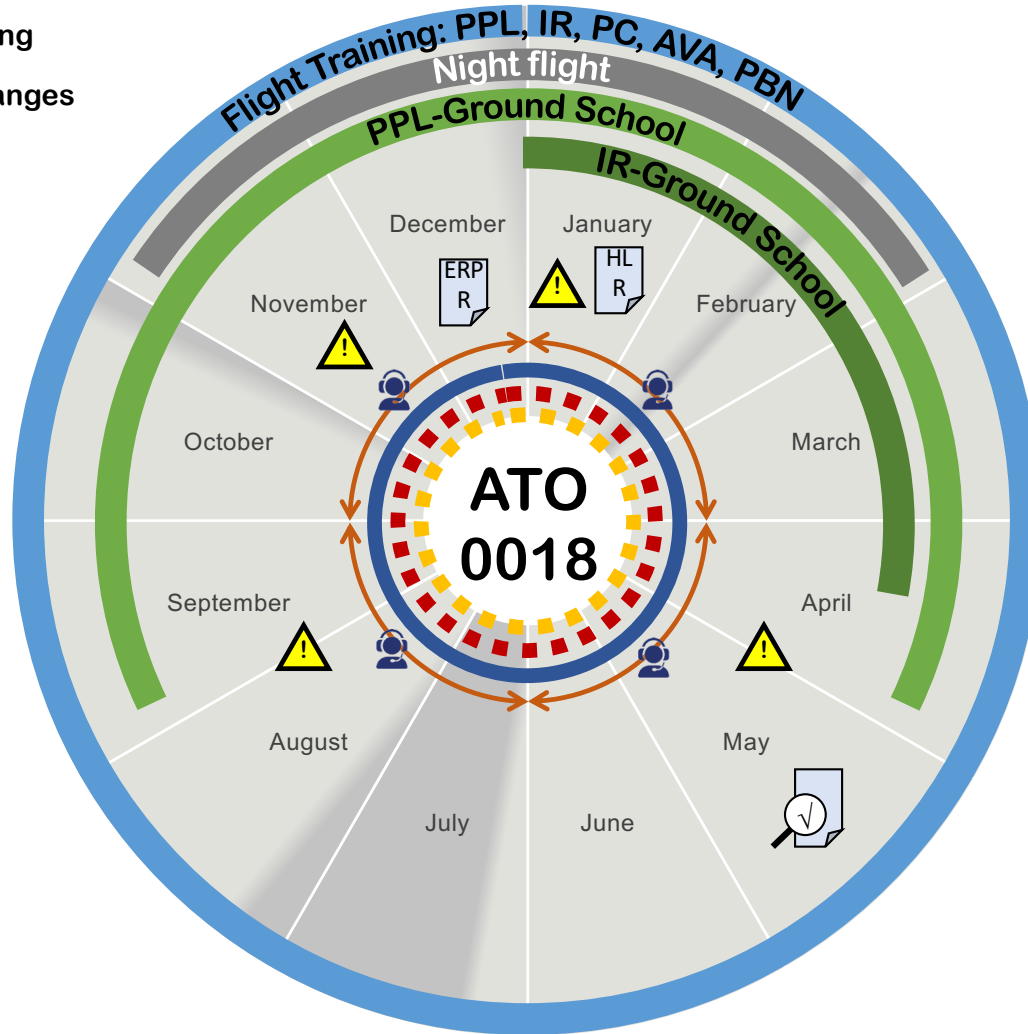 ing
anges
Flight Training: PPL, IR, PC, AVA, PBN
Night flight
PPL-Ground School
IR-Ground School
December
January
ERP
R
!
HL
R
November
February
!
October
March
ATO
0018
September
April
!
!
August
May
July
June
√